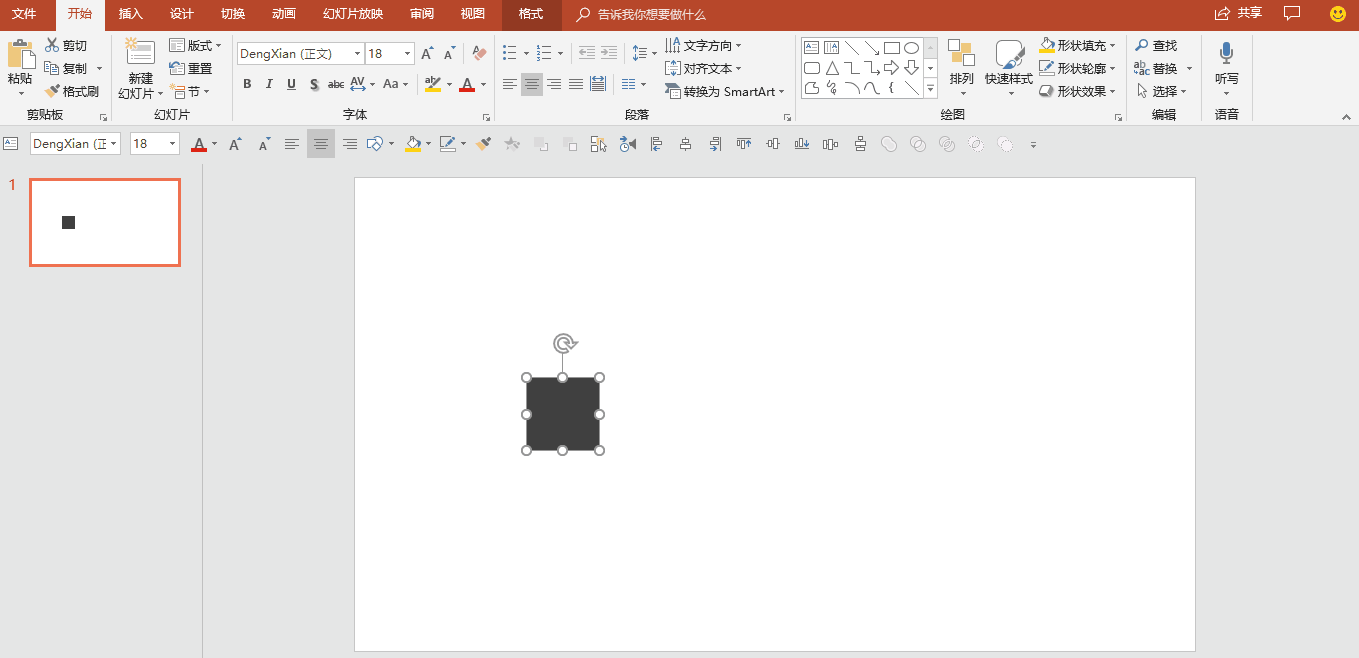 文件 开始 插入 设计 切换 动画 幻灯片放映 审阅 视图 格式 告诉我你想要做什么 共享
粘贴 剪切 复制 格式刷 剪贴板
新建 幻灯片 版式 重置 节 幻灯片
DengXian (正文) 18 A A
B I U S abc AV Aa ab A 字体
文字方向 对齐文本 转换为 SmartArt 段落
排列 快速样式 形状填充 形状轮廓 形状效果 绘图
查找 替换 选择 编辑
听写 语音
DengXian (正 18 A A A
1